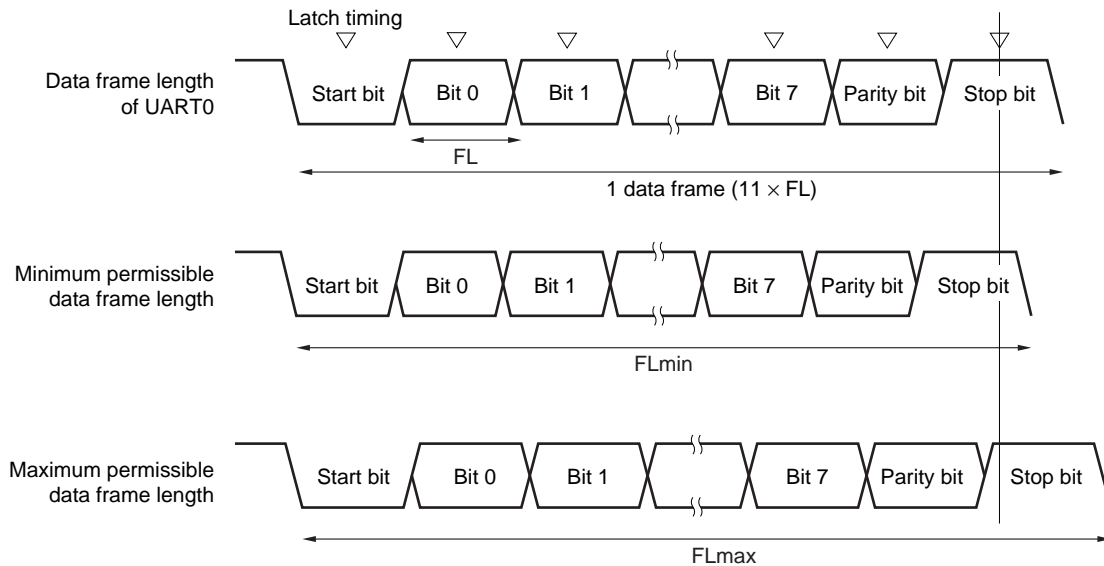 Latch timing
Data frame length
of UART0
Start bit
Bit 0
Bit 1
Bit 7
Parity bit
Stop bit
FL
1 data frame (11 × FL)
Minimum permissible
data frame length
Start bit
Bit 0
Bit 1
Bit 7
Parity bit
Stop bit
FLmin
Maximum permissible
data frame length
Start bit
Bit 0
Bit 1
Bit 7
Parity bit
Stop bit
FLmax